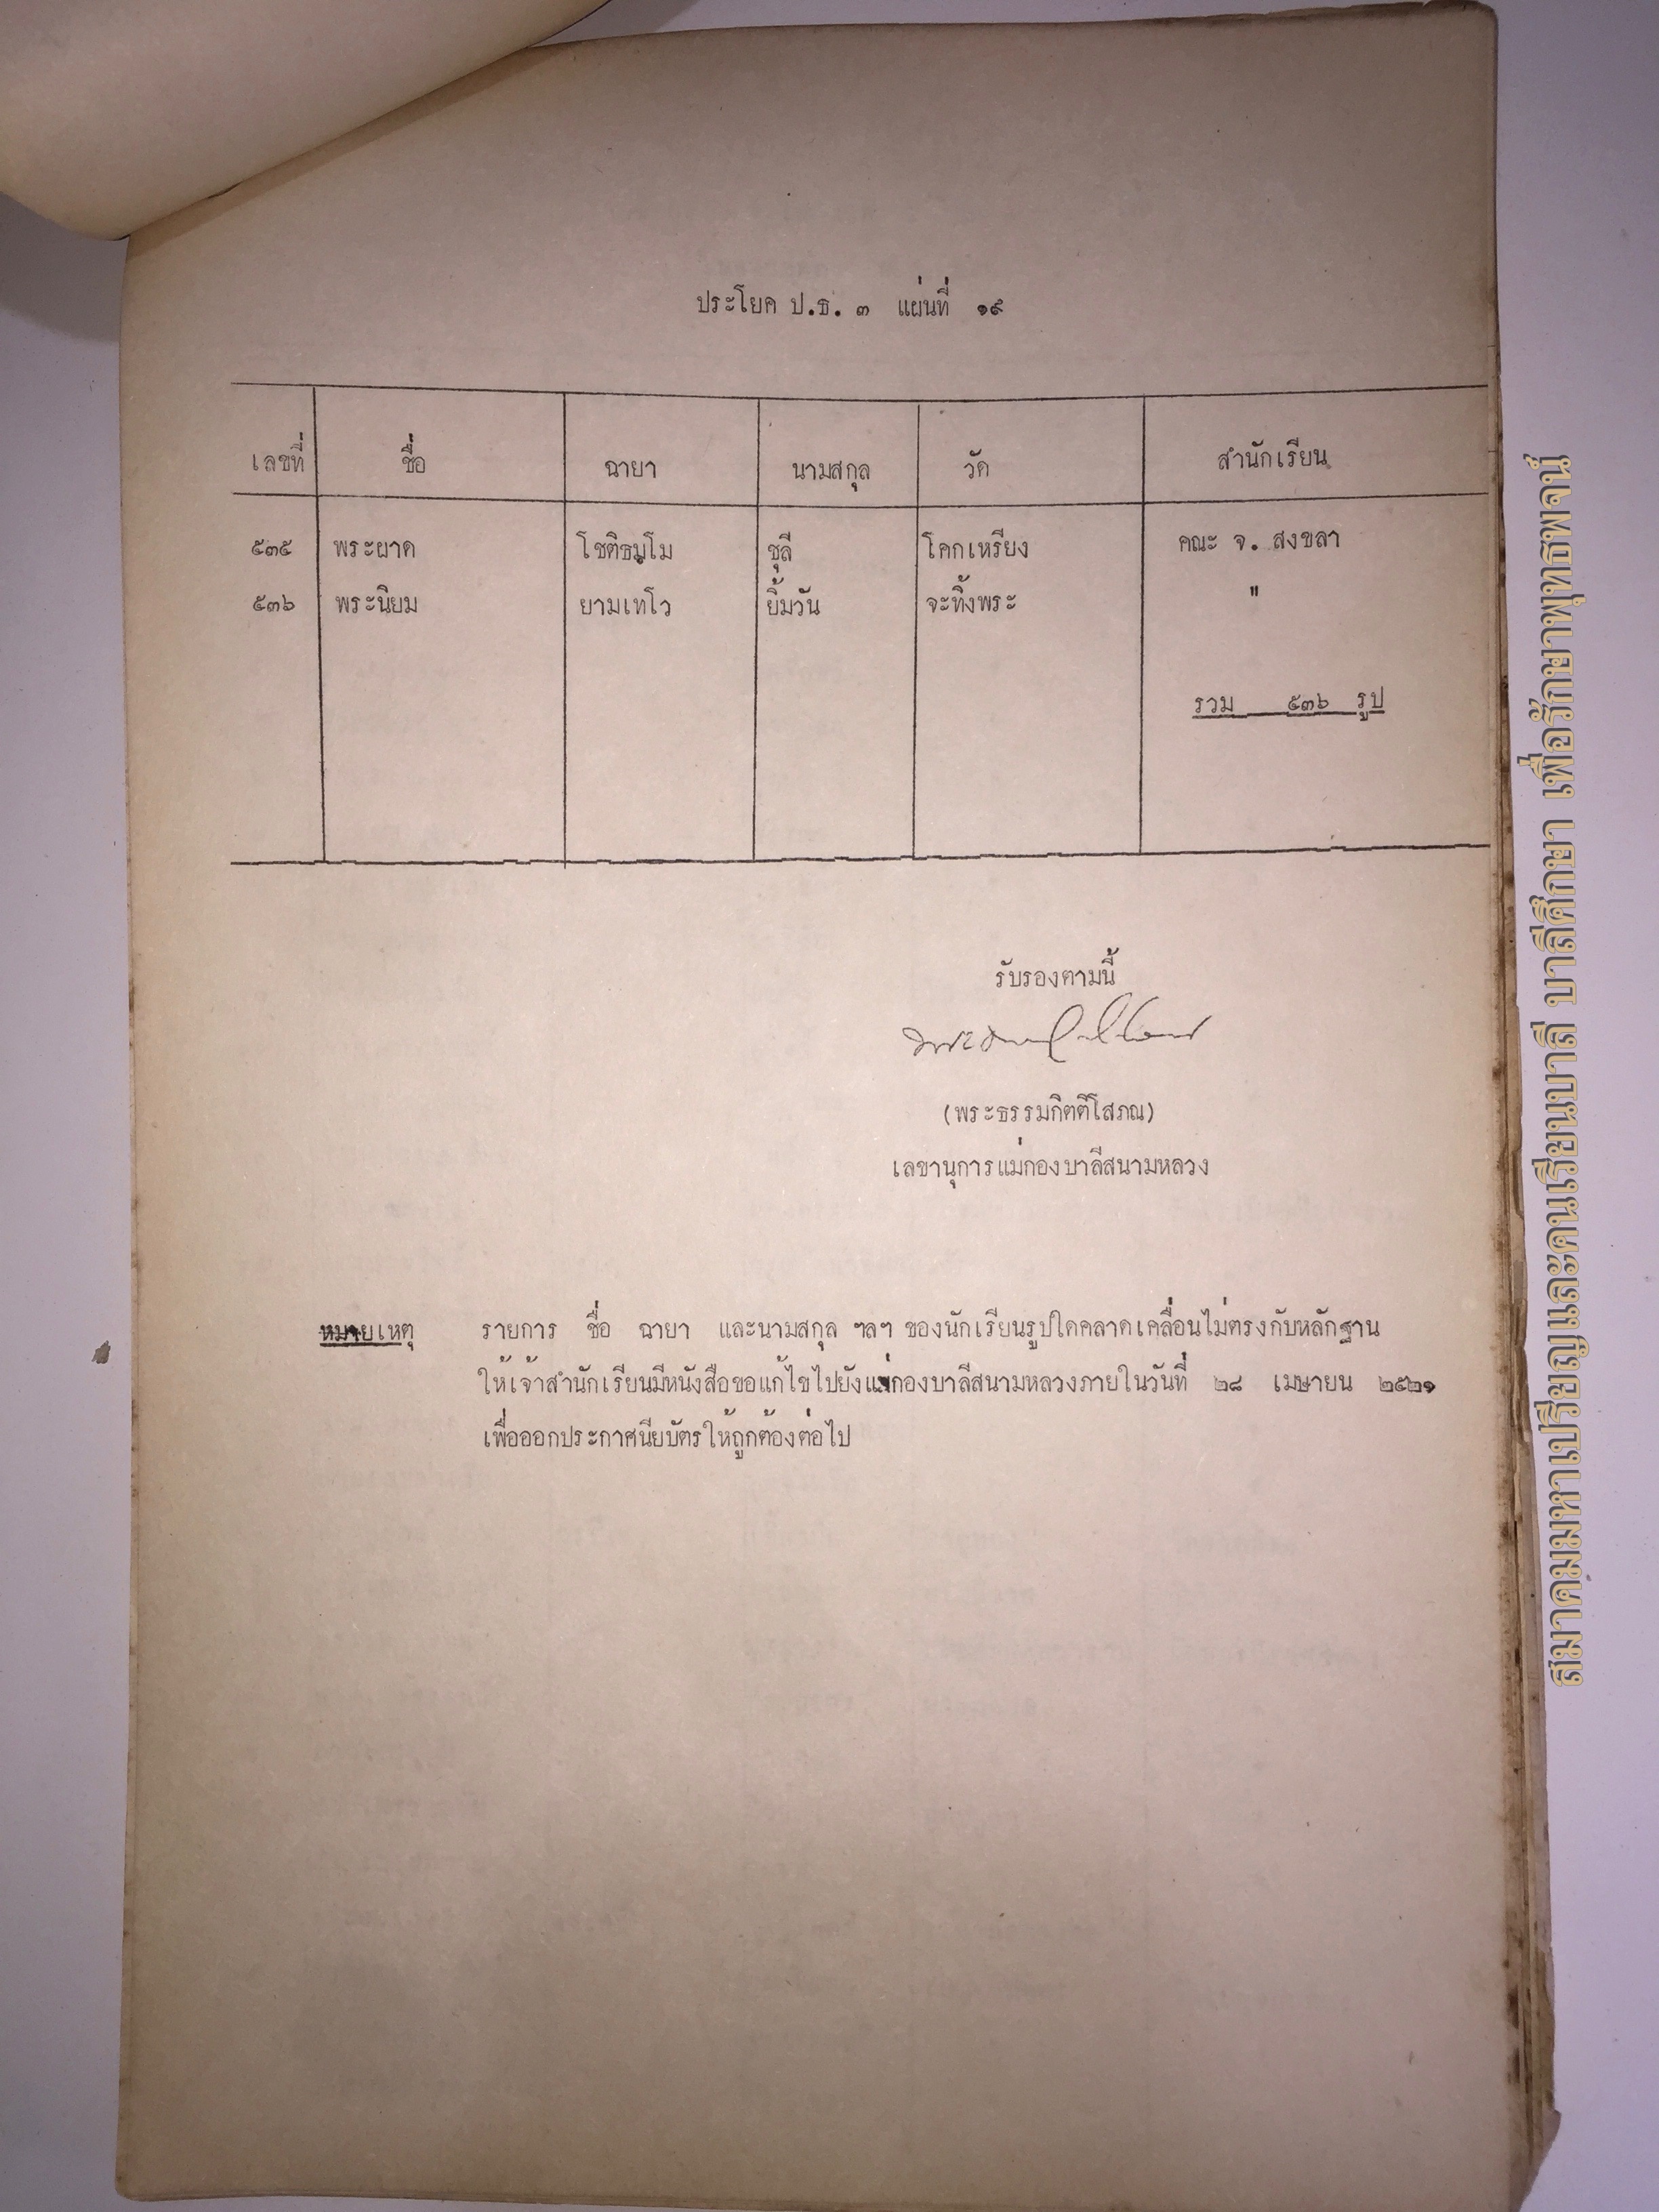 ประโยค ป.ธ. ๓ แผ่นที่ ๑๙
เลขที่ ชื่อ ฉายา นามสกุล วัด สำนักเรียน
๕๓๕ พระผาด โชติธมฺโม ชุลี โคกเหรียง คณะ จ. สงขลา
๕๓๖ พระนิยม ยามเทโว ยิ้มวัน จะทิ้งพระ "
รวม ๕๓๖ รูป
รับรองตามนี้
(พระธรรมกิตติโสภณ)
เลขานุการแม่กองบาลีสนามหลวง
หมายเหตุ รายการ ชื่อ ฉายา และนามสกุล ฯลฯ ของนักเรียนรูปใดคลาดเคลื่อนไม่ตรงกับหลักฐาน
ให้เจ้าสำนักเรียนมีหนังสือขอแก้ไขไปยังแม่กองบาลีสนามหลวงภายในวันที่ ๒๘ เมษายน ๒๕๒๑
เพื่อออกประกาศนียบัตรให้ถูกต้องต่อไป
สมาคมมหาเปรียญและคนเรียนบาลี บาลีศึกษา เพื่อรักษาพุทธพจน์